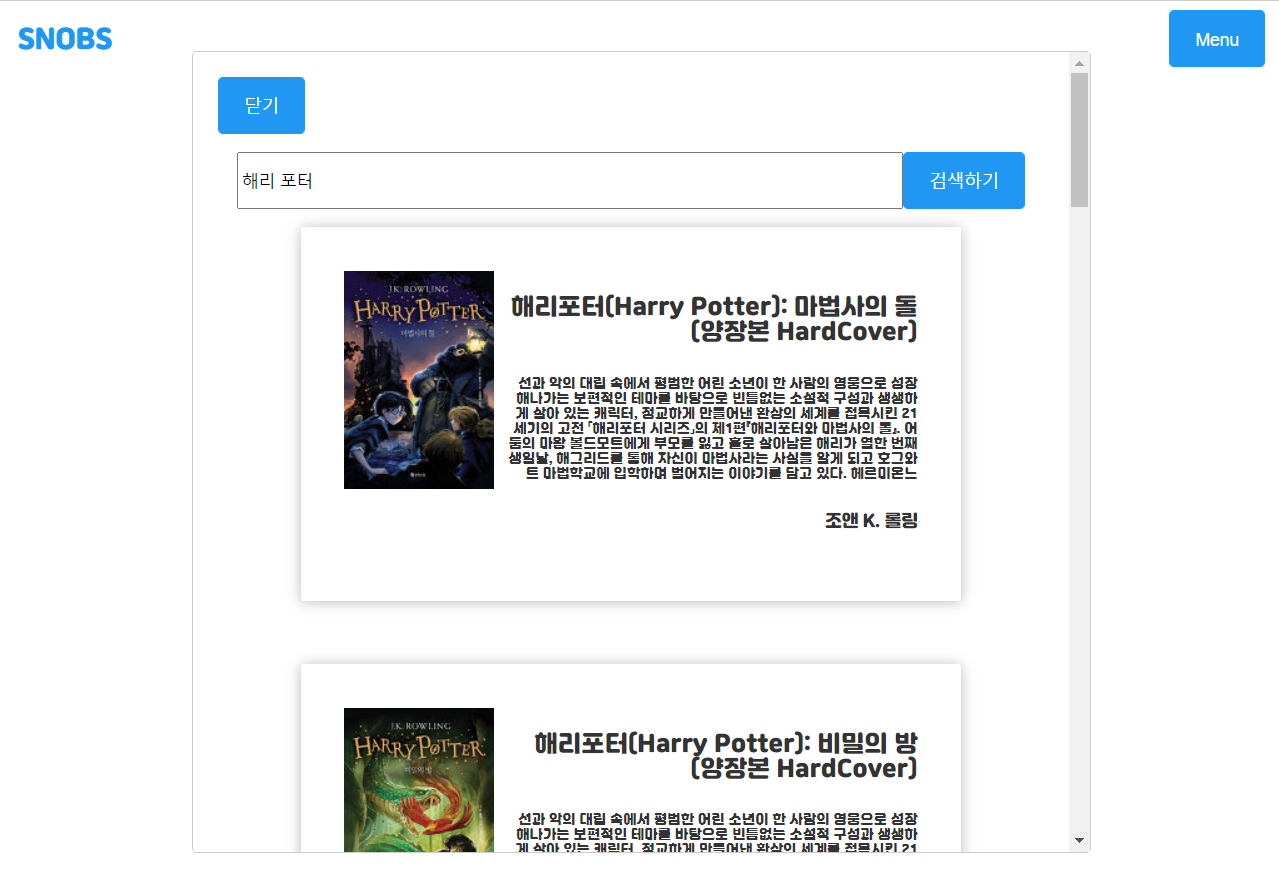 SNOBS
Menu
닫기
해리 포터
검색하기
J.K. ROWLING
HARRY POTTER
마법사의 돌
해리포터(Harry Potter): 마법사의 돌
(양장본 HardCover)
선과 악의 대립 속에서 평범한 어린 소년이 한 사람의 영웅으로 성장
해나가는 보편적인 테마를 바탕으로 빈틈없는 소설적 구성과 생생하
게 살아 있는 캐릭터, 정교하게 만들어낸 환상의 세계를 접목시킨 21
세기의 고전 「해리포터 시리즈」의 제1편『해리포터와 마법사의 돌』. 어
둠의 마왕 볼드모트에게 부모를 잃고 홀로 살아남은 해리가 열한 번째
생일날, 해그리드를 통해 자신이 마법사라는 사실을 알게 되고 호그와
트 마법학교에 입학하며 벌어지는 이야기를 담고 있다. 헤르미온느
조앤 K. 롤링
J.K. ROWLING
HARRY POTTER
비밀의 방
해리포터(Harry Potter): 비밀의 방
(양장본 HardCover)
선과 악의 대립 속에서 평범한 어린 소년이 한 사람의 영웅으로 성장
해나가는 보편적인 테마를 바탕으로 빈틈없는 소설적 구성과 생생하
게 살아 있는 캐릭터, 정교하게 만들어낸 환상의 세계를 접목시킨 21